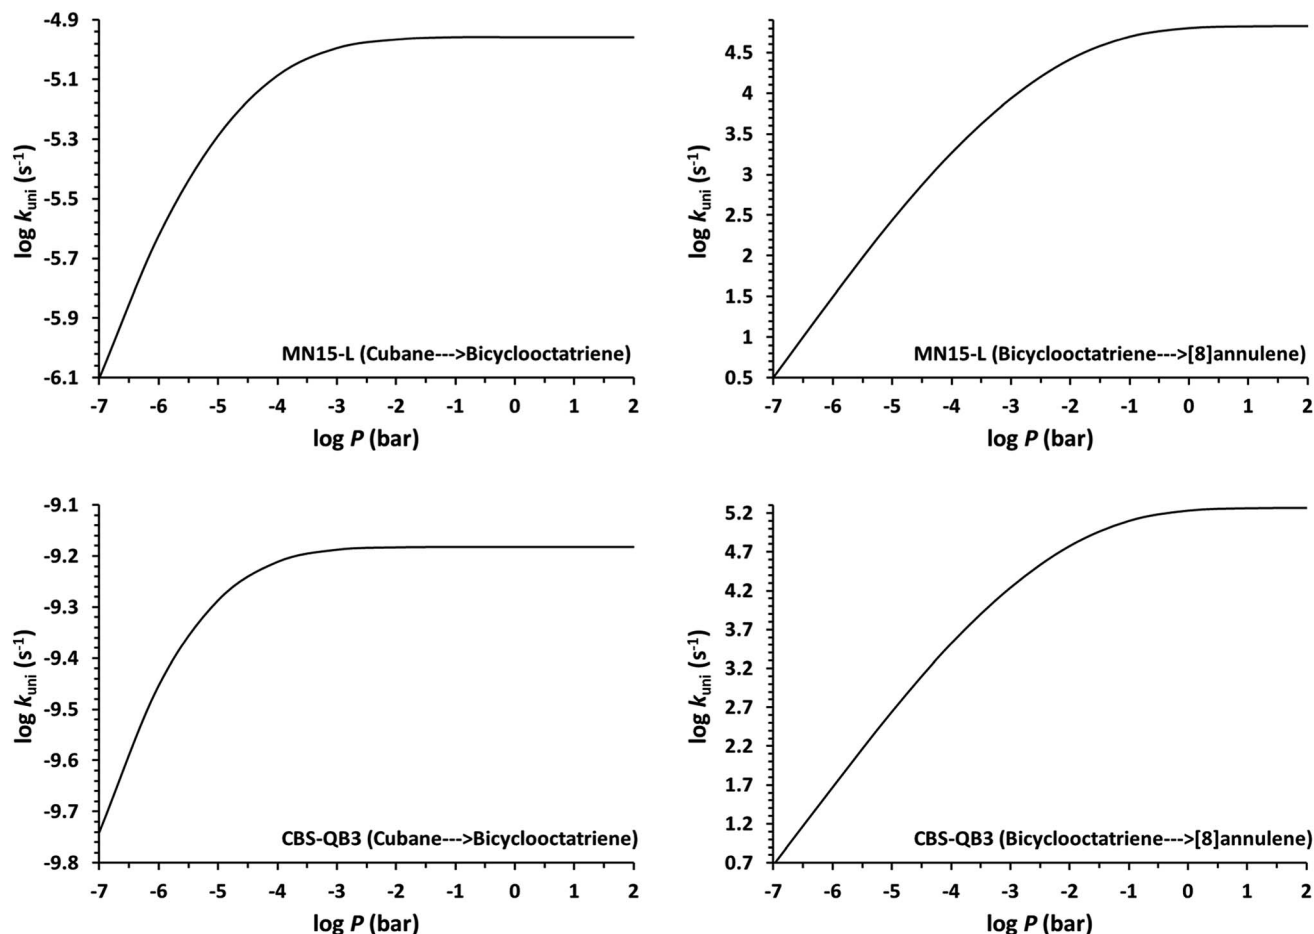 -4.9
-5.1
-5.3
-5.5
-5.7
-5.9
-6.1
log kuni (s-1)
MN15-L (Cubane--->Bicyclooctatriene)
-7 -6 -5 -4 -3 -2 -1 0 1 2
log P (bar)
4.5
4
3.5
3
2.5
2
1.5
1
0.5
log kuni (s-1)
MN15-L (Bicyclooctatriene--->[8]annulene)
-7 -6 -5 -4 -3 -2 -1 0 1 2
log P (bar)
-9.1
-9.2
-9.3
-9.4
-9.5
-9.6
-9.7
-9.8
log kuni (s-1)
CBS-QB3 (Cubane--->Bicyclooctatriene)
-7 -6 -5 -4 -3 -2 -1 0 1 2
log P (bar)
5.2
4.7
4.2
3.7
3.2
2.7
2.2
1.7
1.2
0.7
log kuni (s-1)
CBS-QB3 (Bicyclooctatriene--->[8]annulene)
-7 -6 -5 -4 -3 -2 -1 0 1 2
log P (bar)